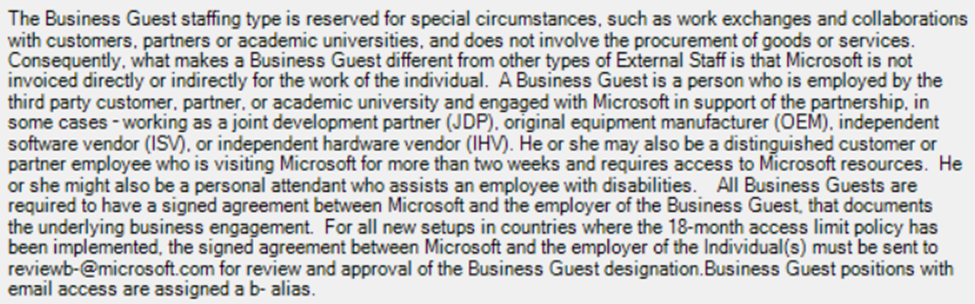 The Business Guest staffing type is reserved for special circumstances, such as work exchanges and collaborations
with customers, partners or academic universities, and does not involve the procurement of goods or services.
Consequently, what makes a Business Guest different from other types of External Staff is that Microsoft is not
invoiced directly or indirectly for the work of the individual.  A Business Guest is a person who is employed by the
third party customer, partner, or academic university and engaged with Microsoft in support of the partnership, in
some cases - working as a joint development partner (JDP), original equipment manufacturer (OEM), independent
software vendor (ISV), or independent hardware vendor (IHV). He or she may also be a distinguished customer or
partner employee who is visiting Microsoft for more than two weeks and requires access to Microsoft resources.  He
or she might also be a personal attendant who assists an employee with disabilities.   All Business Guests are
required to have a signed agreement between Microsoft and the employer of the Business Guest, that documents
the underlying business engagement.  For all new setups in countries where the 18-month access limit policy has
been implemented, the signed agreement between Microsoft and the employer of the Individual(s) must be sent to
reviewb-@microsoft.com for review and approval of the Business Guest designation.Business Guest positions with
email access are assigned a b- alias.